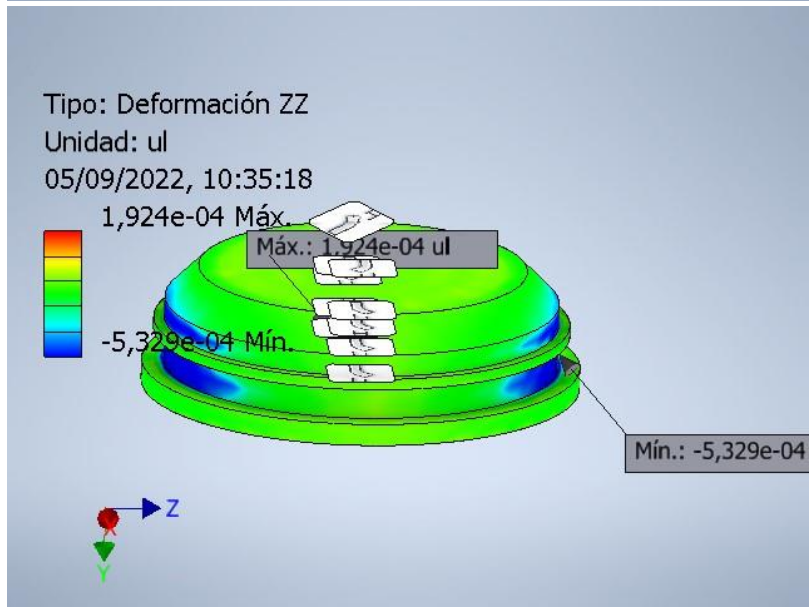 Tipo: Deformación ZZ
Unidad: ul
05/09/2022, 10:35:18
1,924e-04 Máx.
Máx.: 1,924e-04 ul
-5,329e-04 Mín.
Mín.: -5,329e-04
Z
X
Y